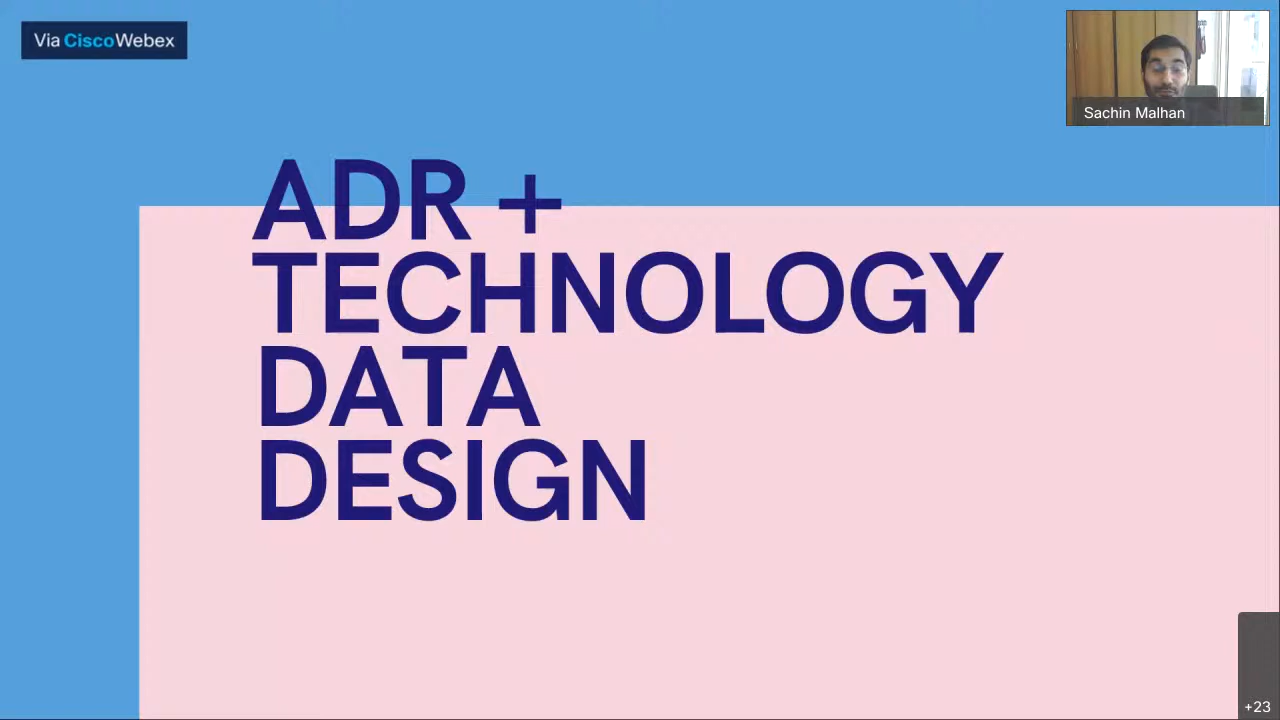 Via CiscoWebex
Sachin Malhan
ADR +
TECHNOLOGY
DATA
DESIGN
+23